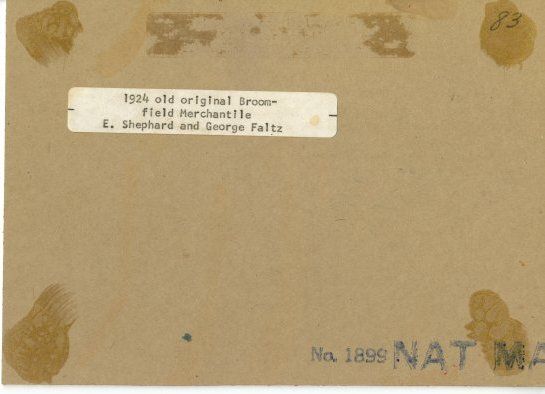 83
1924 old original Broom-
field Merchantile
E. Shephard and George Faltz
No. 1899 NAT MA